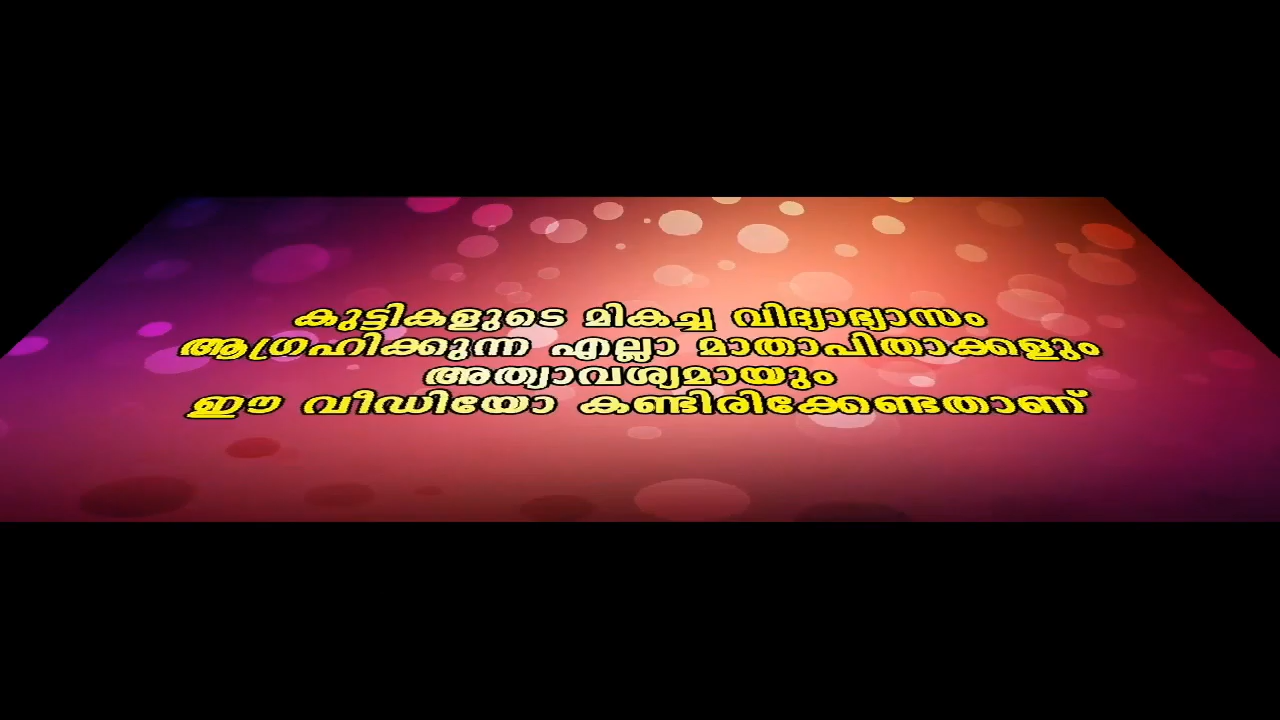 കുട്ടികളുടെ മികച്ച വിദ്യാഭ്യാസം
ആഗ്രഹിക്കുന്ന എല്ലാ മാതാപിതാക്കളും
അത്യാവശ്യമായും
ഈ വീഡിയോ കണ്ടിരിക്കേണ്ടതാണ്